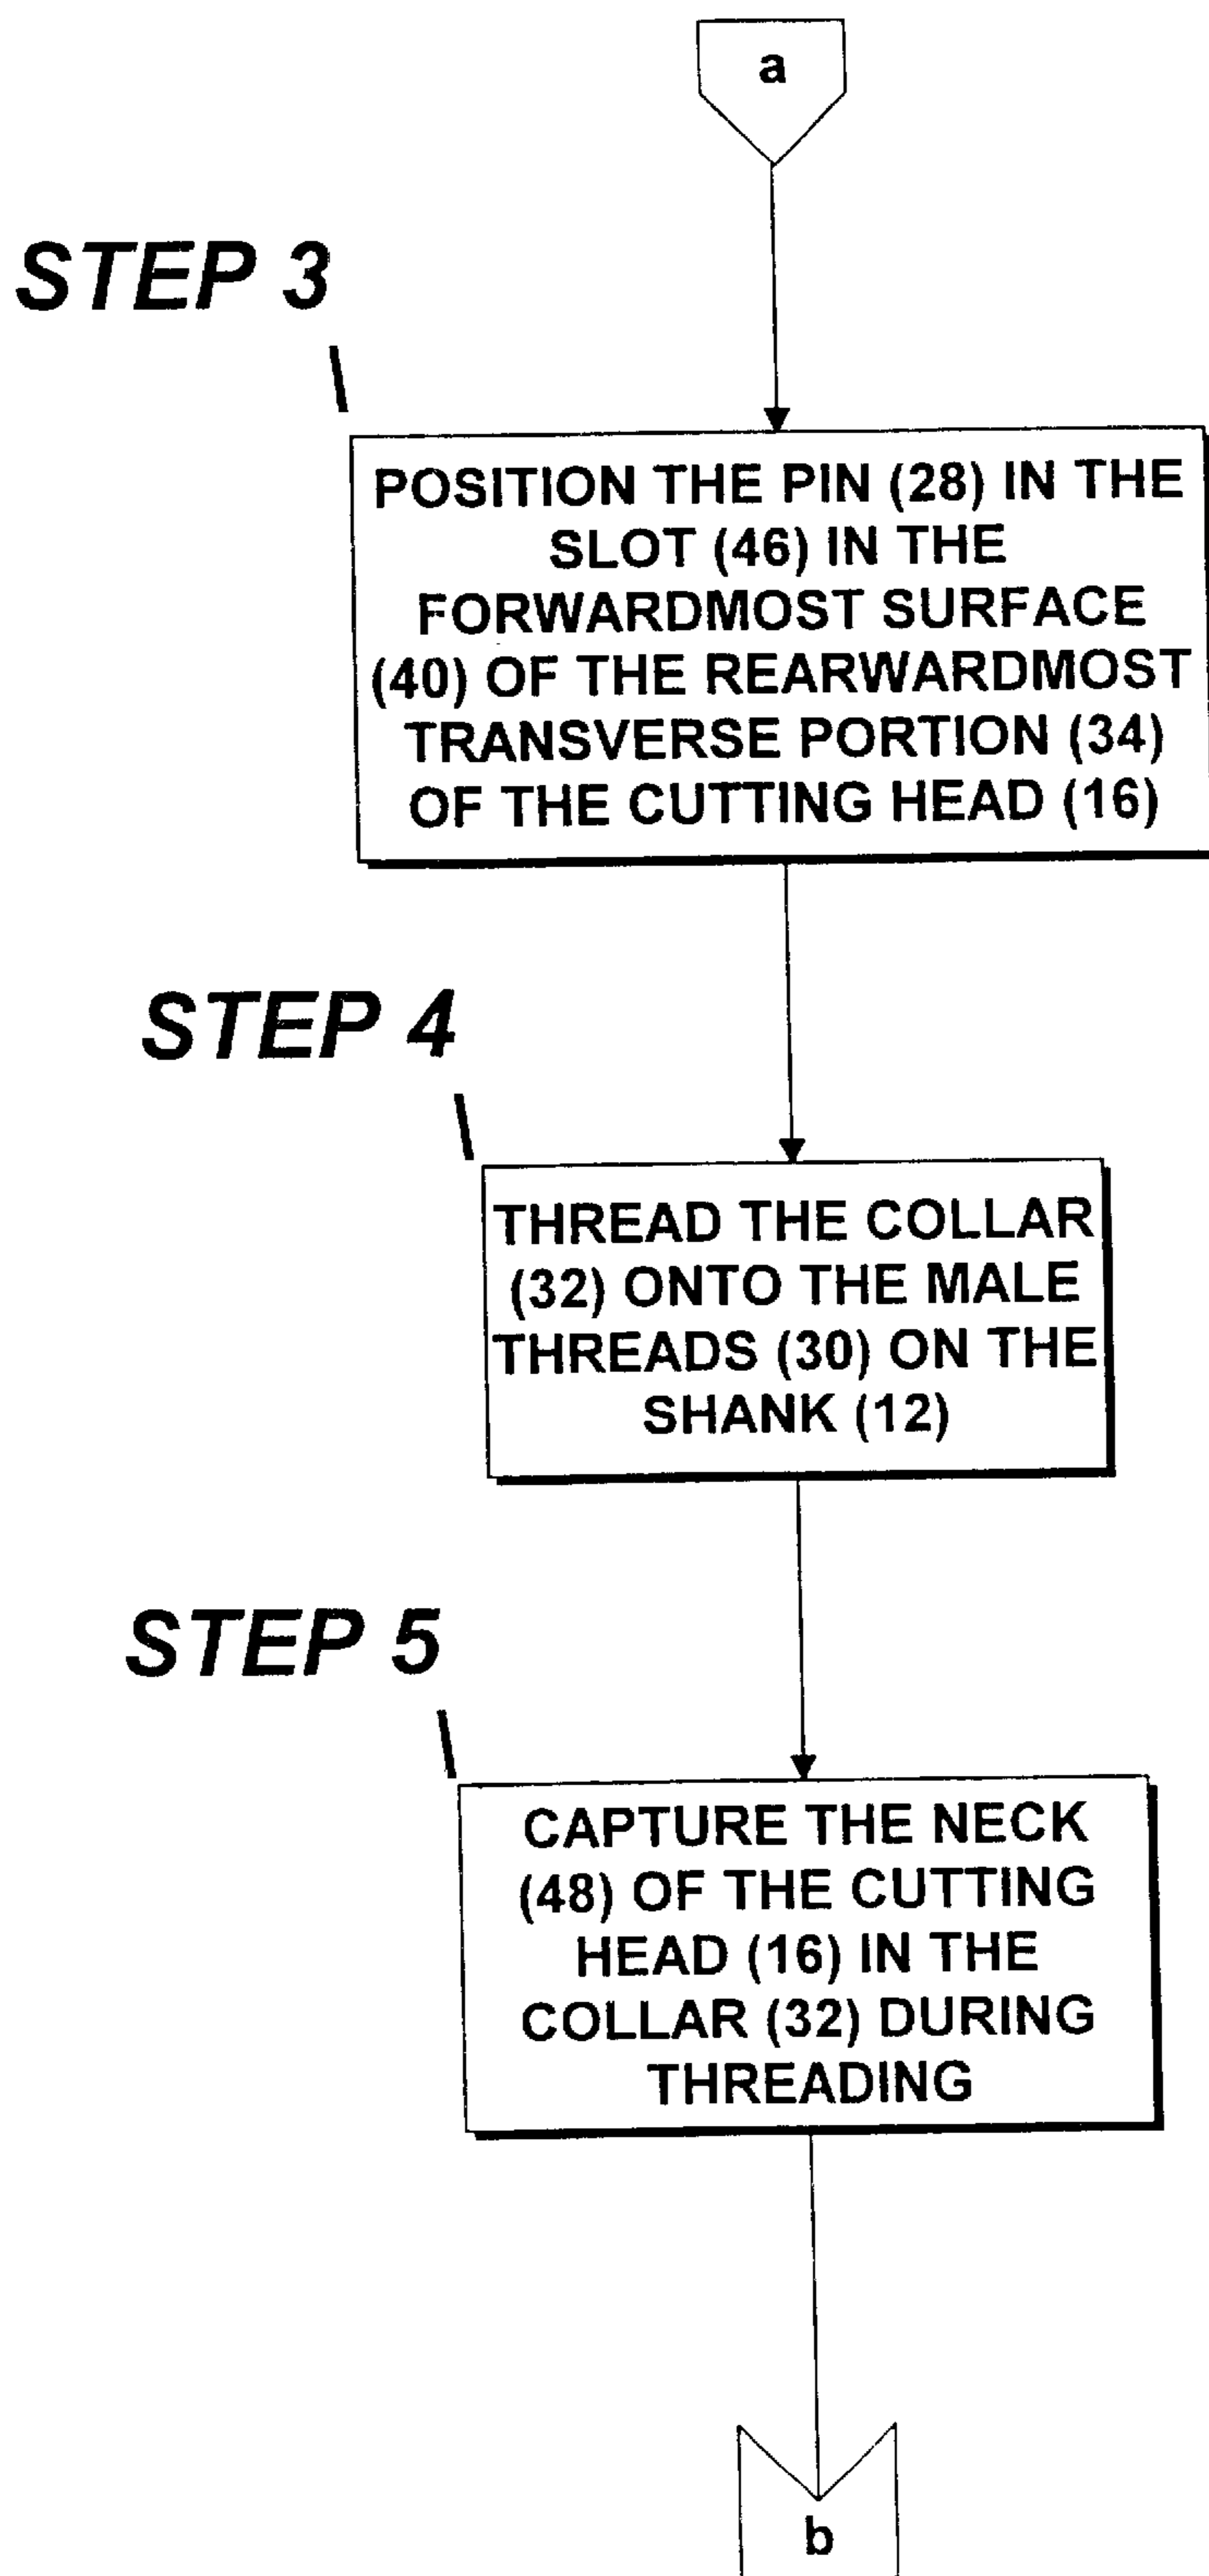 a
STEP 3
POSITION THE PIN (28) IN THE
SLOT (46) IN THE
FORWARDMOST SURFACE
(40) OF THE REARWARDMOST
TRANSVERSE PORTION (34)
OF THE CUTTING HEAD (16)
STEP 4
THREAD THE COLLAR
(32) ONTO THE MALE
THREADS (30) ON THE
SHANK (12)
STEP 5
CAPTURE THE NECK
(48) OF THE CUTTING
HEAD (16) IN THE
COLLAR (32) DURING
THREADING
b